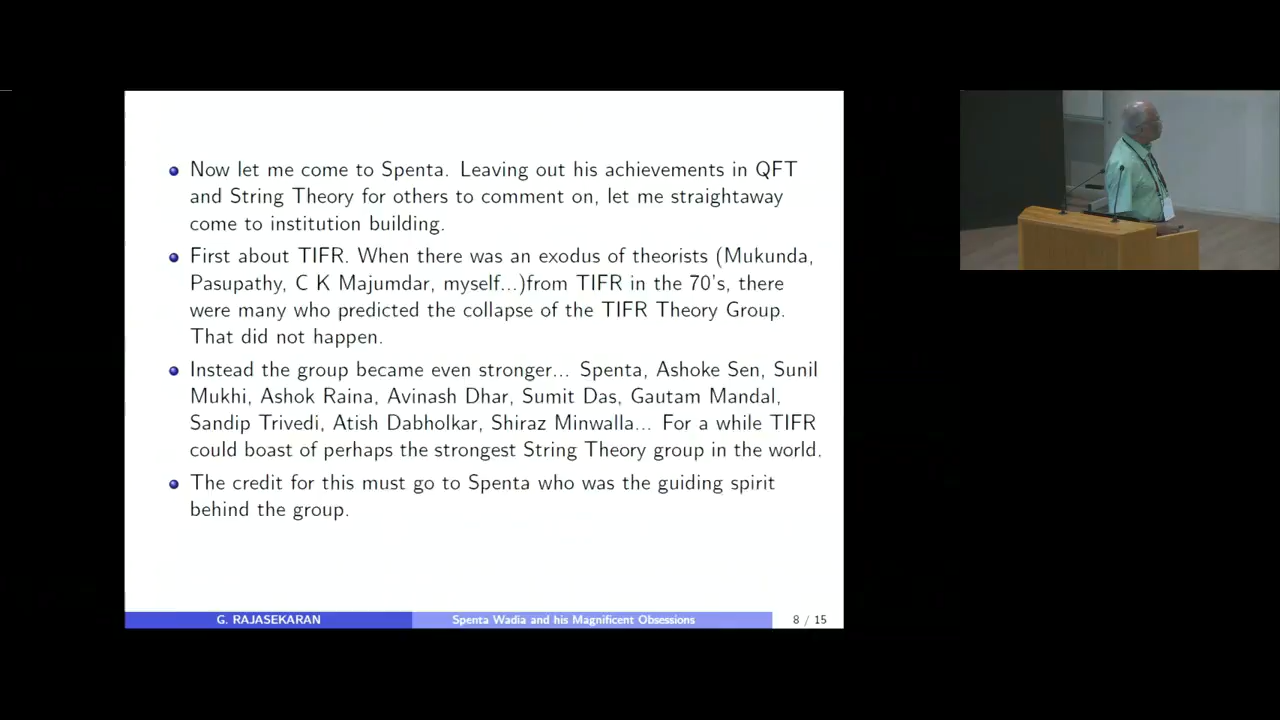 Now let me come to Spenta. Leaving out his achievements in QFT
and String Theory for others to comment on, let me straightaway
come to institution building.
First about TIFR. When there was an exodus of theorists (Mukunda,
Pasupathy, C K Majumdar, myself...)from TIFR in the 70's, there
were many who predicted the collapse of the TIFR Theory Group.
That did not happen.
Instead the group became even stronger... Spenta, Ashoke Sen, Sunil
Mukhi, Ashok Raina, Avinash Dhar, Sumit Das, Gautam Mandal,
Sandip Trivedi, Atish Dabholkar, Shiraz Minwalla... For a while TIFR
could boast of perhaps the strongest String Theory group in the world.
The credit for this must go to Spenta who was the guiding spirit
behind the group.
G. RAJASEKARAN
Spenta Wadia and his Magnificent Obsessions
8 / 15